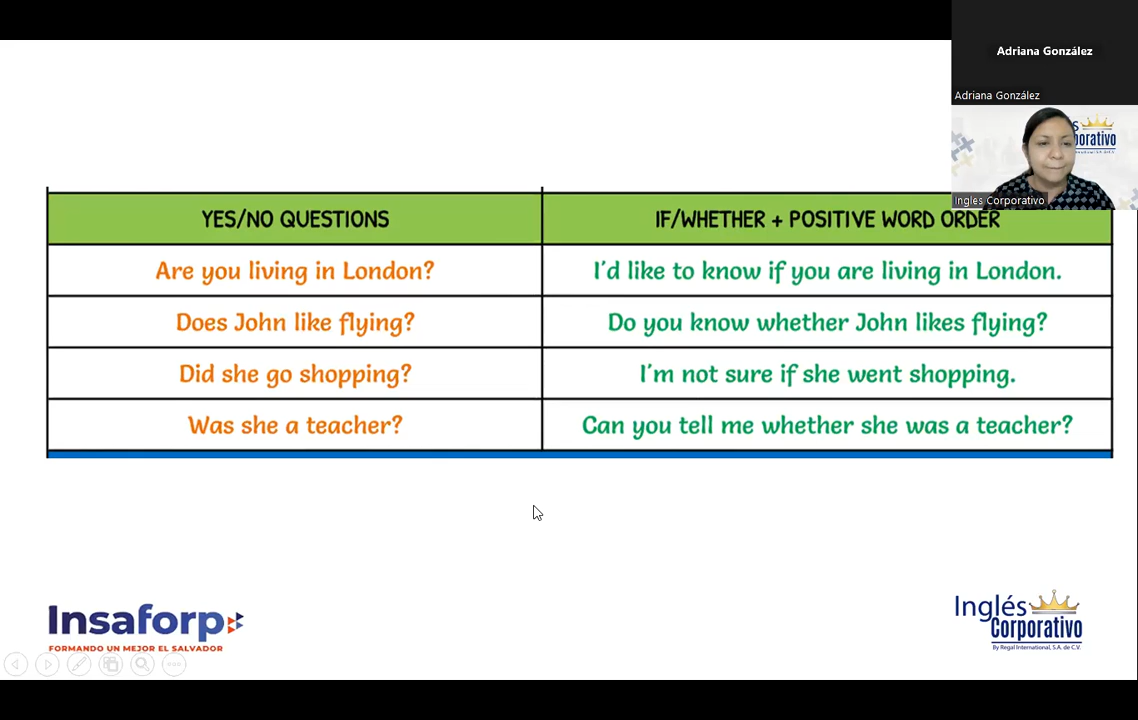 Adriana González
Adriana González
Ingles Corporativo
YES/NO QUESTIONS
IF/WHETHER + POSITIVE WORD ORDER
Are you living in London?
I'd like to know if you are living in London.
Does John like flying?
Do you know whether John likes flying?
Did she go shopping?
I'm not sure if she went shopping.
Was she a teacher?
Can you tell me whether she was a teacher?
Insaforp
FORMANDO UN MEJOR EL SALVADOR
Inglés
Corporativo
By Regal International, S.A. de C.V.